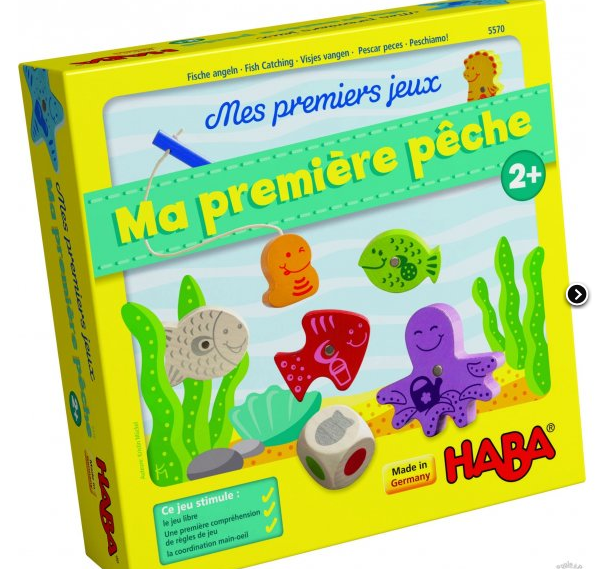 HABA
5570
Fische angeln · Fish Catching · Visjes vangen · Pescar peces · Peschiamo!
Mes premiers jeux
Ma première pêche
2+
Mes premiers jeux
Ma première pêche
2+
HABA
Made in
Germany
HABA®
Ce jeu stimule :
le jeu libre
Une première compréhension
de règles de jeu
la coordination main-oeil